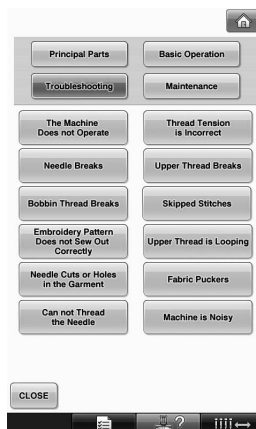 Principal Parts
Basic Operation
Troubleshooting
Maintenance
The Machine
Does not Operate
Thread Tension
is Incorrect
Needle Breaks
Upper Thread Breaks
Bobbin Thread Breaks
Skipped Stitches
Embroidery Pattern
Does not Sew Out
Correctly
Upper Thread is Looping
Needle Cuts or Holes
in the Garment
Fabric Puckers
Can not Thread
the Needle
Machine is Noisy
CLOSE
?